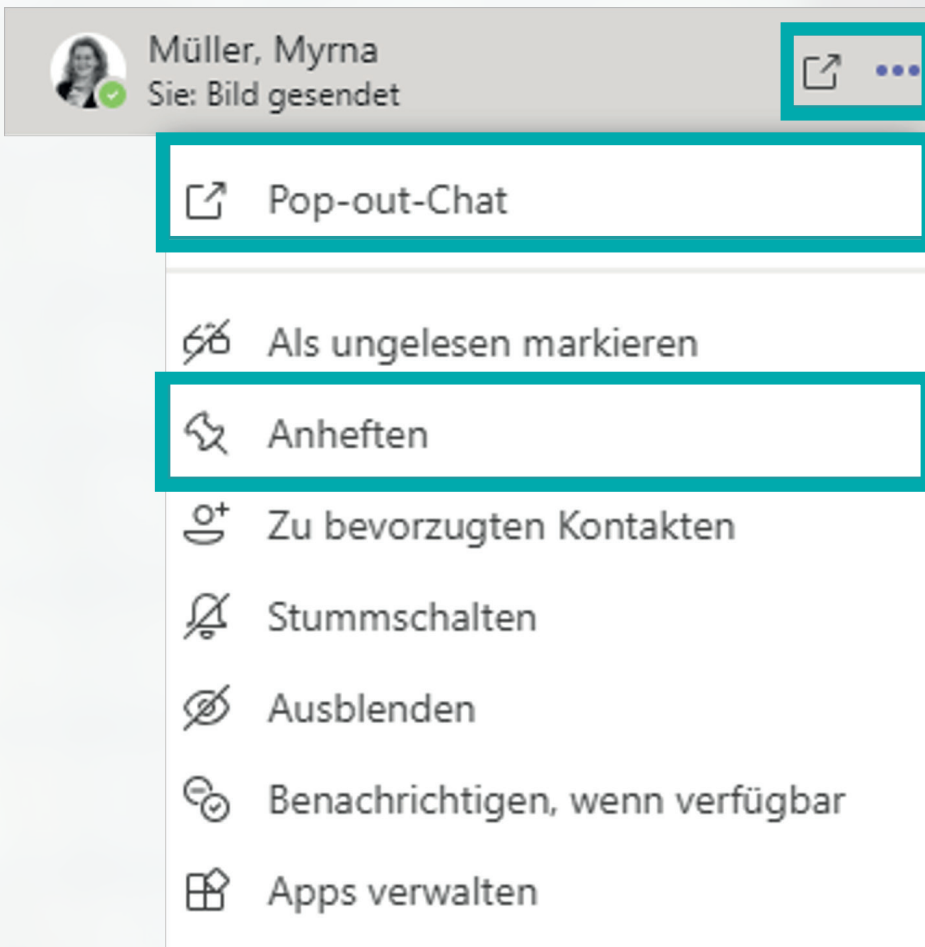 Müller, Myrna
Sie: Bild gesendet
Pop-out-Chat
Als ungelesen markieren
Anheften
Zu bevorzugten Kontakten
Stummschalten
Ausblenden
Benachrichtigen, wenn verfügbar
Apps verwalten